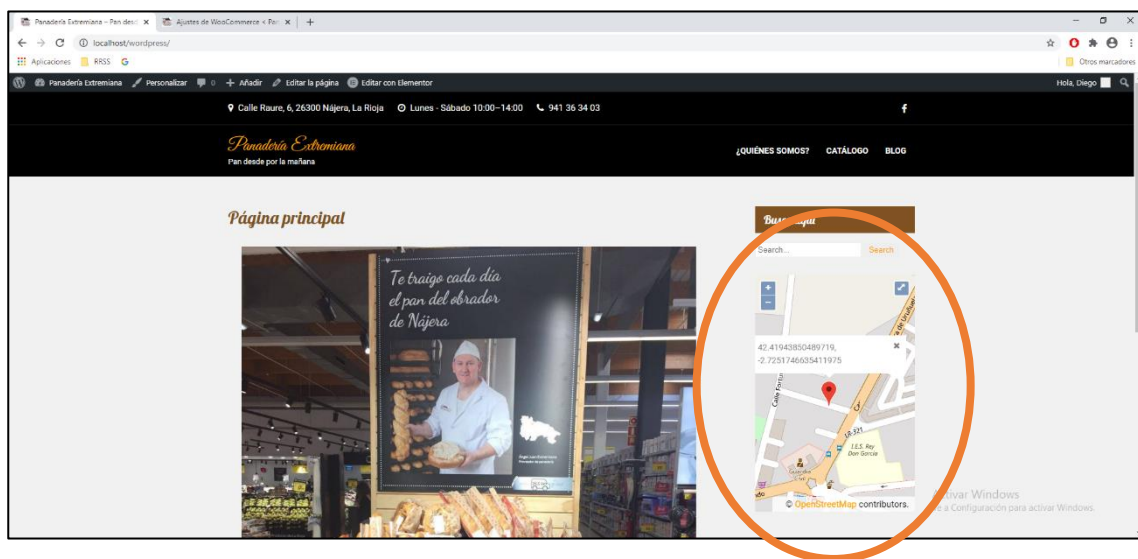 Panadería Extremiana – Pan desd
Ajustes de WooCommerce < Pan
localhost/wordpress/
Aplicaciones RRSS
Otros marcadores
Panadería Extremiana Personalizar 0 Añadir Editar la página Editar con Elementor Hola, Diego
Calle Raure, 6, 26300 Nájera, La Rioja Lunes - Sábado 10:00–14:00 941 36 34 03
Panadería Extremiana
Pan desde por la mañana
¿QUIÉNES SOMOS? CATÁLOGO BLOG
Página principal
Te traigo cada día
el pan del obrador
de Nájera
Search... Search
+
−
42.41943850489719,
-2.7251746635411975
LR-321
I.E.S. Rey
Don García
© OpenStreetMap contributors.
Activar Windows
a Configuración para activar Windows.